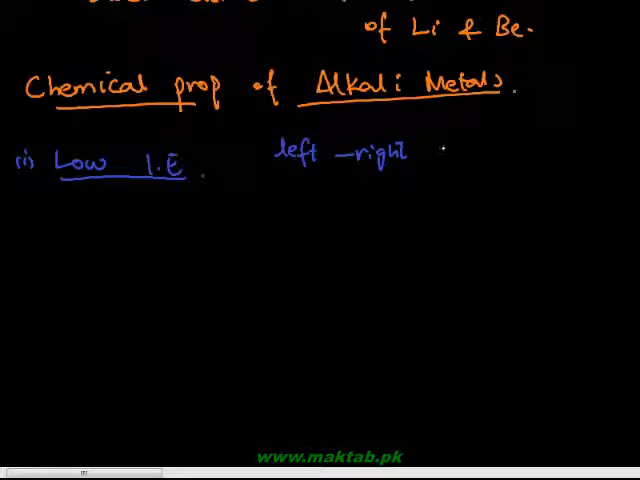 of Li & Be.
Chemical prop of Alkali Metals.
(i) Low I.E. left – right
www.maktab.pk